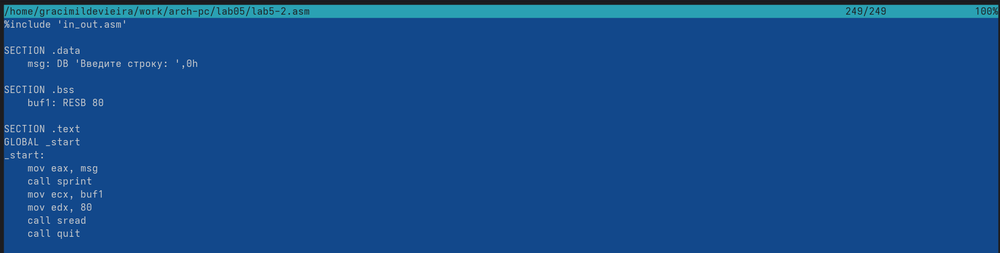 /home/gracimildevieira/work/arch-pc/lab05/lab5-2.asm 249/249 100%
%include 'in_out.asm'
SECTION .data
msg: DB 'Введите строку: ',0h
SECTION .bss
buf1: RESB 80
SECTION .text
GLOBAL _start
_start:
mov eax, msg
call sprint
mov ecx, buf1
mov edx, 80
call sread
call quit